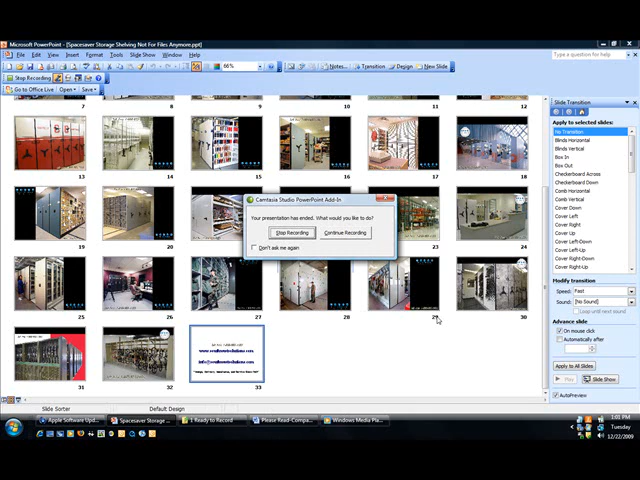 Microsoft PowerPoint - [Spacesaver Storage Shelving Not For Files Anymore.ppt]
File Edit View Insert Format Tools Slide Show Window Help
Type a question for help
66% Notes... Transition Design New Slide
Stop Recording
Go to Office Live Open Save
Slide Transition
7 8 9 10 11 12
Apply to selected slides:
No Transition
Blinds Horizontal
Blinds Vertical
Box In
Box Out
Checkerboard Across
Checkerboard Down
Comb Horizontal
Comb Vertical
Cover Down
Cover Left
Cover Right
Cover Up
Cover Left-Down
Cover Left-Up
Cover Right-Down
Cover Right-Up
13 14 15 16 17 18
Camtasia Studio PowerPoint Add-In
Your presentation has ended. What would you like to do?
Stop Recording Continue Recording
Don't ask me again
19 20 23 24
Modify transition
Speed: Fast
Sound: [No Sound]
Loop until next sound
Advance slide
On mouse click
Automatically after
25 26 27 28 29 30
www.southwestsolutions.com
info@southwestsolutions.com
31 32 33
Apply to All Slides
Play Slide Show
AutoPreview
Slide Sorter Default Design
Apple Software Upd... Spacesaver Storage ... 1 Ready to Record Please Read-Compa... Windows Media Pla...
1:01 PM
Tuesday
12/22/2009